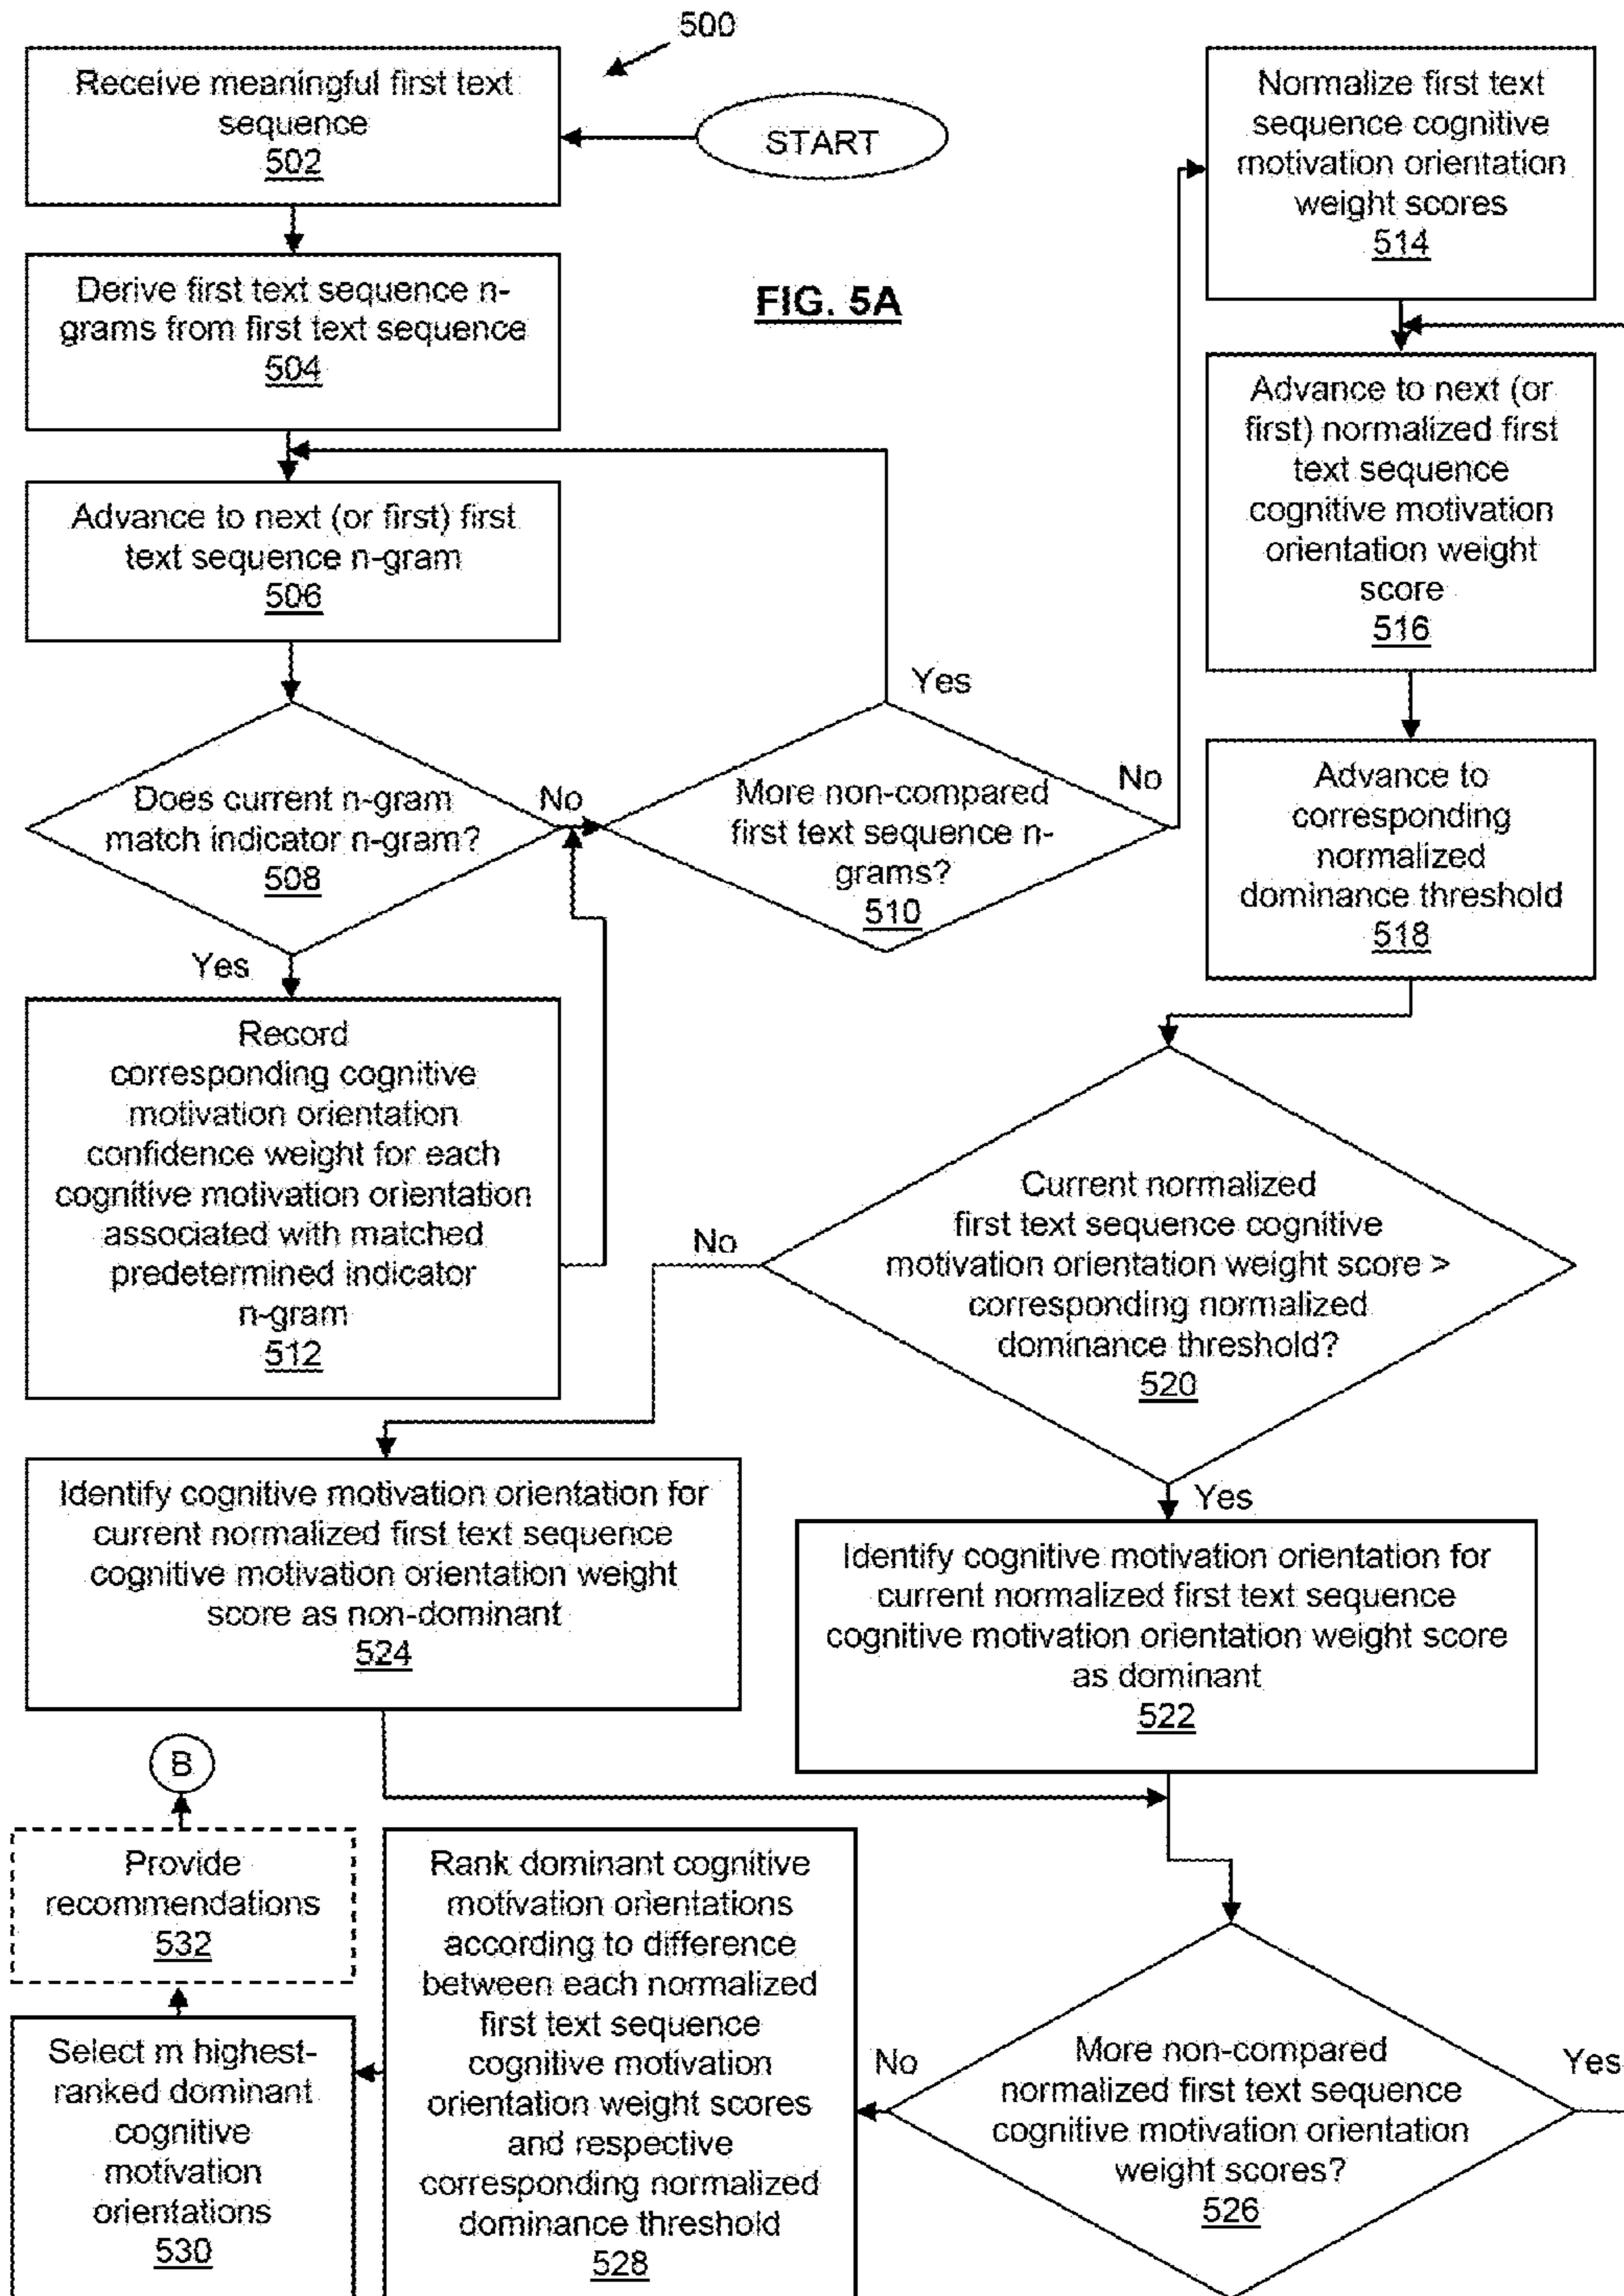 500
START
Receive meaningful first text
sequence
502
Derive first text sequence n-
grams from first text sequence
504
FIG. 5A
Advance to next (or first) first
text sequence n-gram
506
Does current n-gram
match indicator n-gram?
508
No
Yes
More non-compared
first text sequence n-
grams?
510
Yes
No
Record
corresponding cognitive
motivation orientation
confidence weight for each
cognitive motivation orientation
associated with matched
predetermined indicator
n-gram
512
Normalize first text
sequence cognitive
motivation orientation
weight scores
514
Advance to next (or
first) normalized first
text sequence
cognitive motivation
orientation weight
score
516
Advance to
corresponding
normalized
dominance threshold
518
Current normalized
first text sequence cognitive
motivation orientation weight score >
corresponding normalized
dominance threshold?
520
No
Yes
Identify cognitive motivation orientation for
current normalized first text sequence
cognitive motivation orientation weight
score as non-dominant
524
Identify cognitive motivation orientation for
current normalized first text sequence
cognitive motivation orientation weight score
as dominant
522
More non-compared
normalized first text sequence
cognitive motivation orientation
weight scores?
526
No
Yes
Rank dominant cognitive
motivation orientations
according to difference
between each normalized
first text sequence
cognitive motivation
orientation weight scores
and respective
corresponding normalized
dominance threshold
528
Select m highest-
ranked dominant
cognitive
motivation
orientations
530
Provide
recommendations
532
B